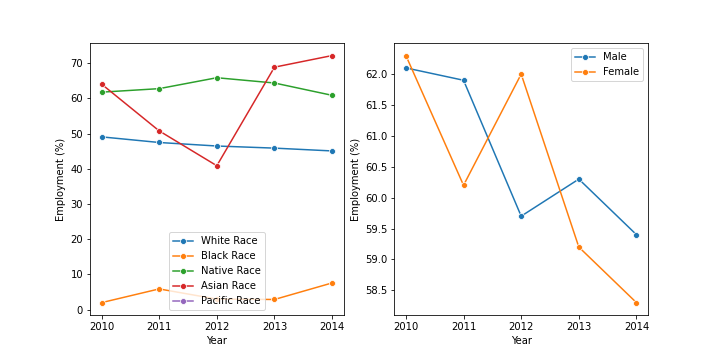 Employment (%)
70
60
50
40
30
20
10
0
White Race
Black Race
Native Race
Asian Race
Pacific Race
2010 2011 2012 2013 2014
Year
Employment (%)
62.0
61.5
61.0
60.5
60.0
59.5
59.0
58.5
Male
Female
2010 2011 2012 2013 2014
Year